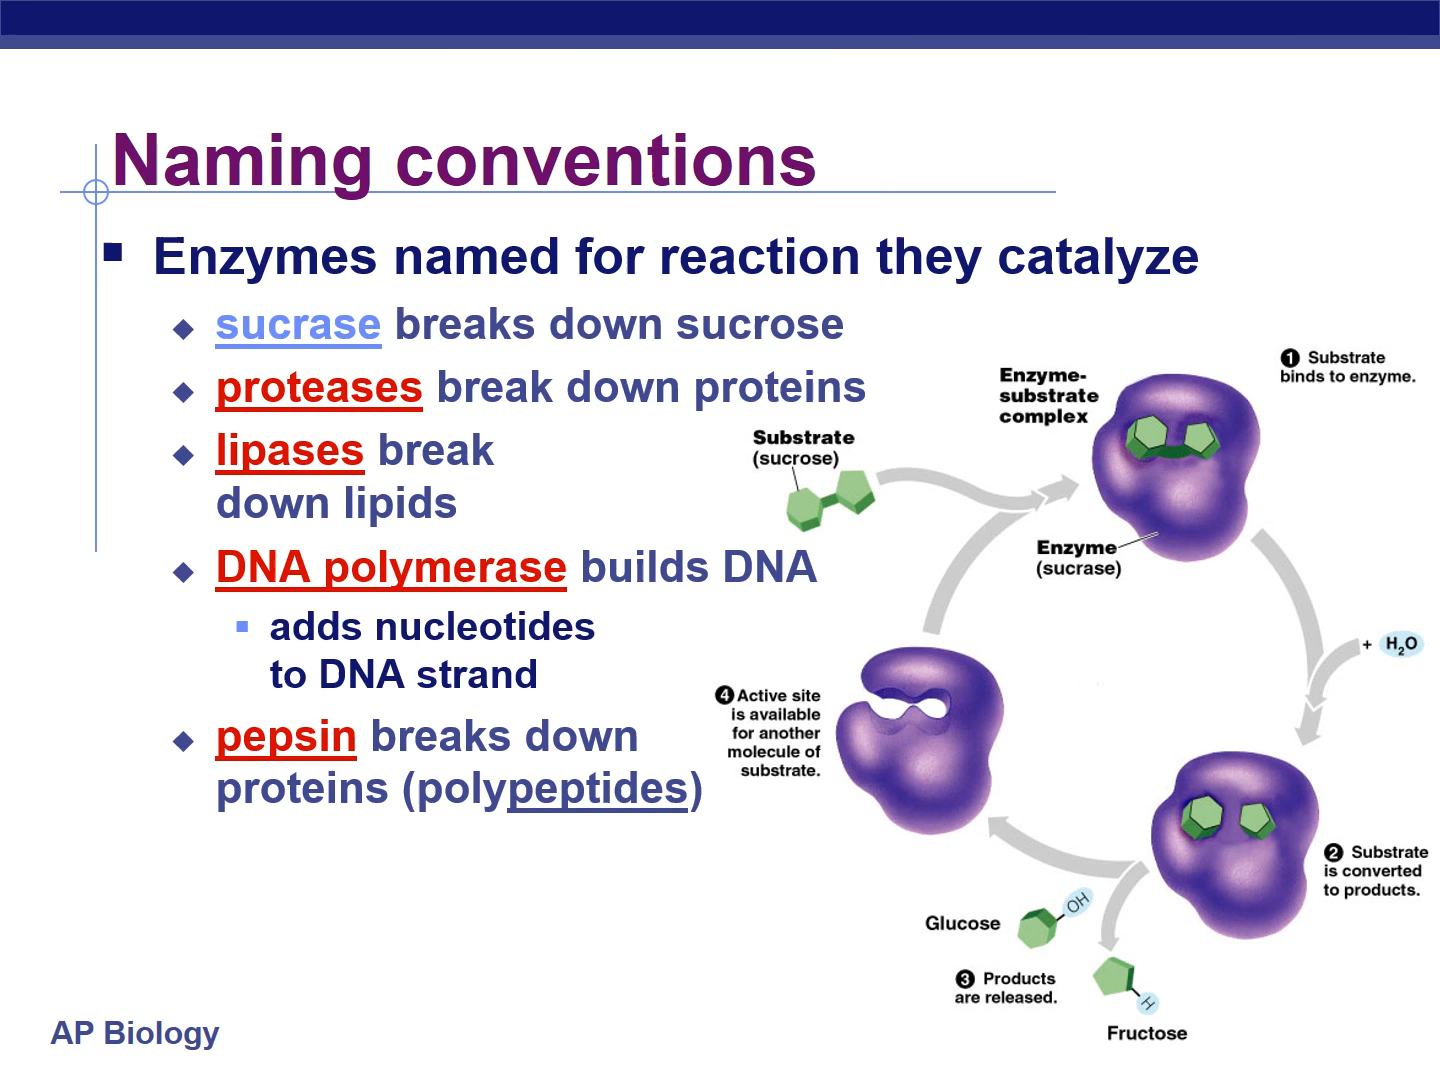 Naming conventions
Enzymes named for reaction they catalyze
sucrase breaks down sucrose
proteases break down proteins
lipases break
down lipids
DNA polymerase builds DNA
adds nucleotides
to DNA strand
pepsin breaks down
proteins (polypeptides)
Substrate
(sucrose)
Enzyme-
substrate
complex
1 Substrate
binds to enzyme.
Enzyme
(sucrase)
+ H₂O
2 Substrate
is converted
to products.
OH
Glucose
3 Products
are released.
H
Fructose
4 Active site
is available
for another
molecule of
substrate.
AP Biology